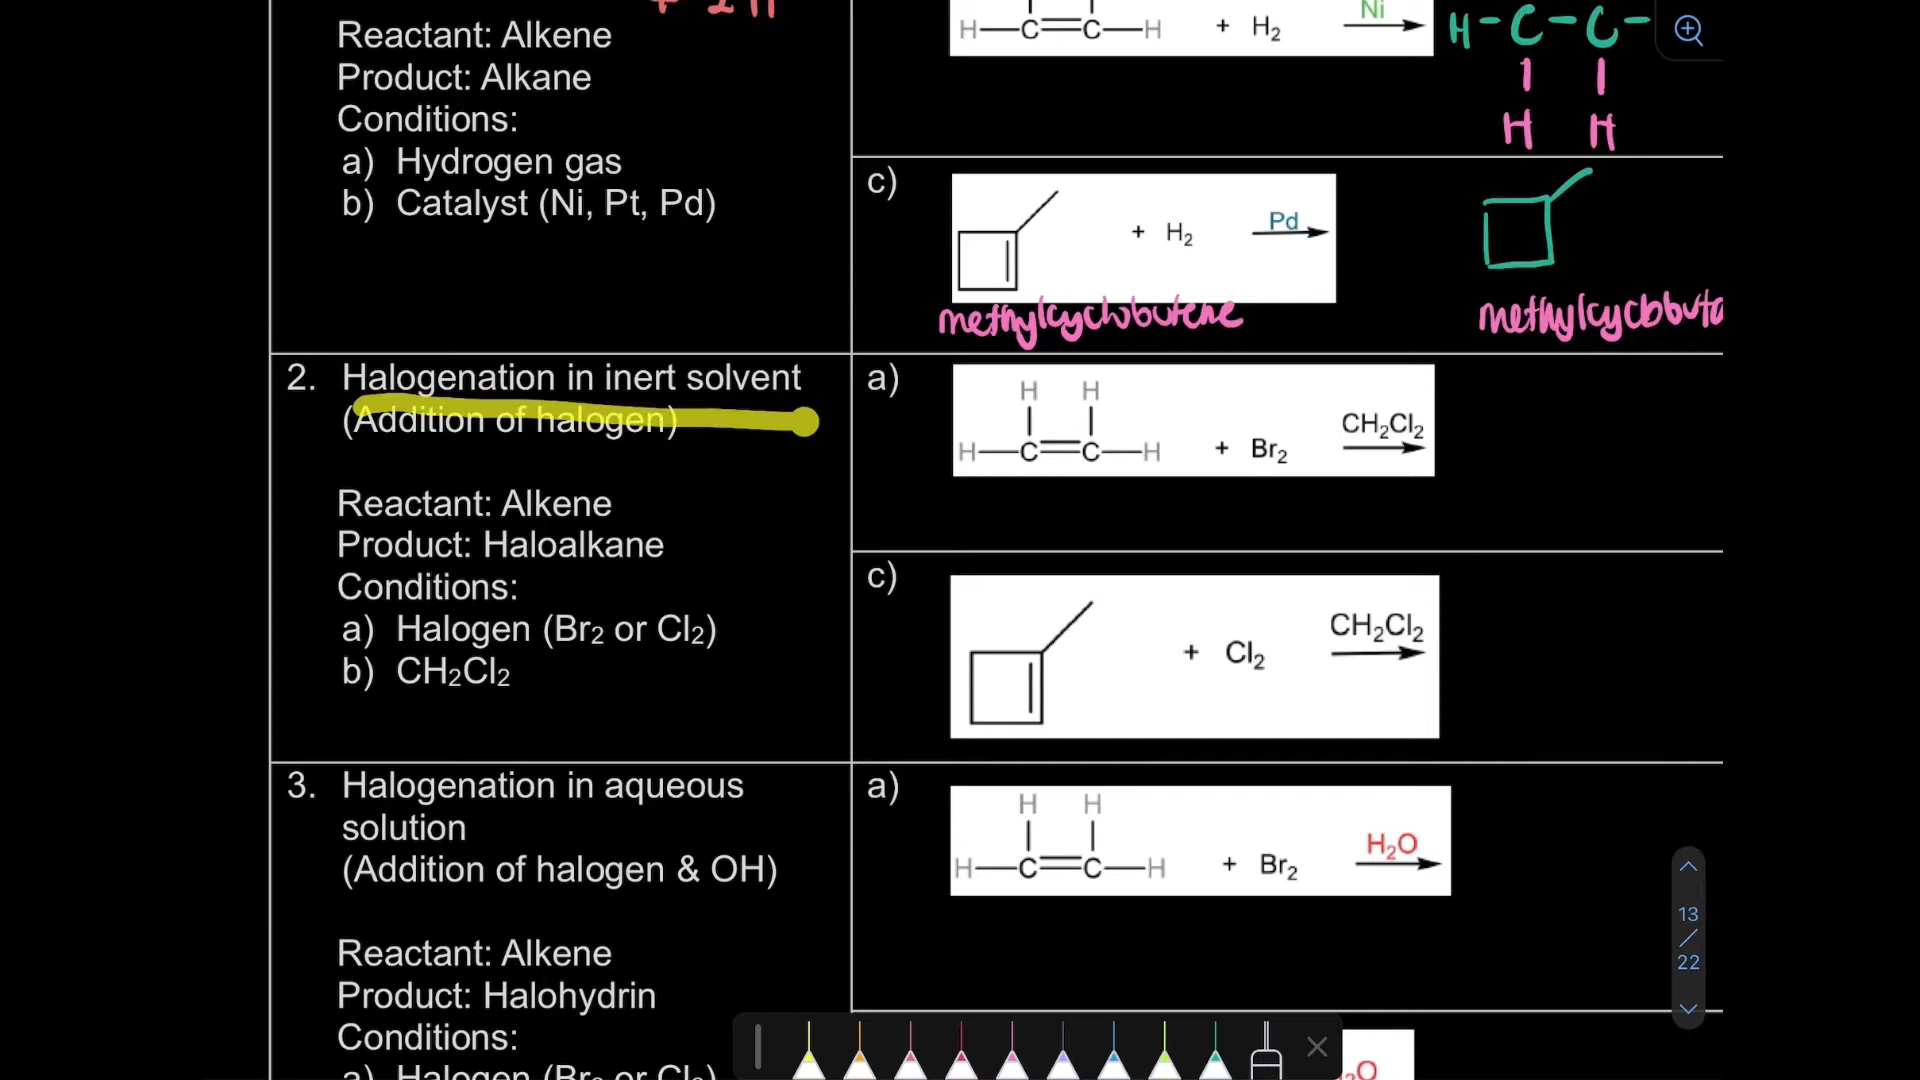 Reactant: Alkene
Product: Alkane
Conditions:
a) Hydrogen gas
b) Catalyst (Ni, Pt, Pd)
H C C H + H₂ Ni
H-C-C-
H H
c)
+ H₂ Pd
methylcyclobutene
2. Halogenation in inert solvent
(Addition of halogen)
Reactant: Alkene
Product: Haloalkane
Conditions:
a) Halogen (Br₂ or Cl₂)
b) CH₂Cl₂
a)
H H
H C C H + Br₂ CH₂Cl₂
c)
+ Cl₂ CH₂Cl₂
3. Halogenation in aqueous
solution
(Addition of halogen & OH)
Reactant: Alkene
Product: Halohydrin
Conditions:
a)
H H
H C C H + Br₂ H₂O
13
/
22